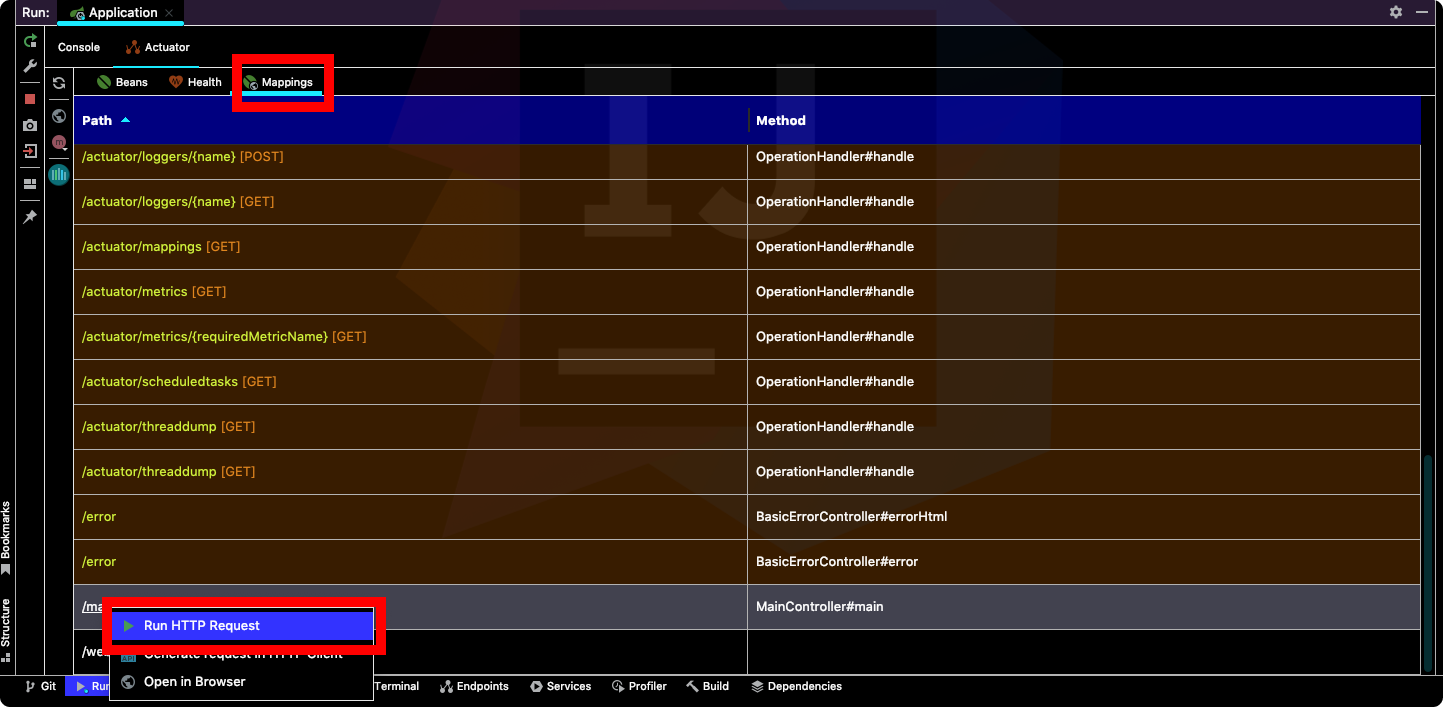 Run: Application
Console Actuator
Beans Health Mappings
Path Method
/actuator/loggers/{name} [POST] OperationHandler#handle
/actuator/loggers/{name} [GET] OperationHandler#handle
/actuator/mappings [GET] OperationHandler#handle
/actuator/metrics [GET] OperationHandler#handle
/actuator/metrics/{requiredMetricName} [GET] OperationHandler#handle
/actuator/scheduledtasks [GET] OperationHandler#handle
/actuator/threaddump [GET] OperationHandler#handle
/actuator/threaddump [GET] OperationHandler#handle
/error BasicErrorController#errorHtml
/error BasicErrorController#error
/ma MainController#main
Run HTTP Request
/we
Generate request in HTTP Client
Open in Browser
Git Run Terminal Endpoints Services Profiler Build Dependencies
Bookmarks
Structure
IJ